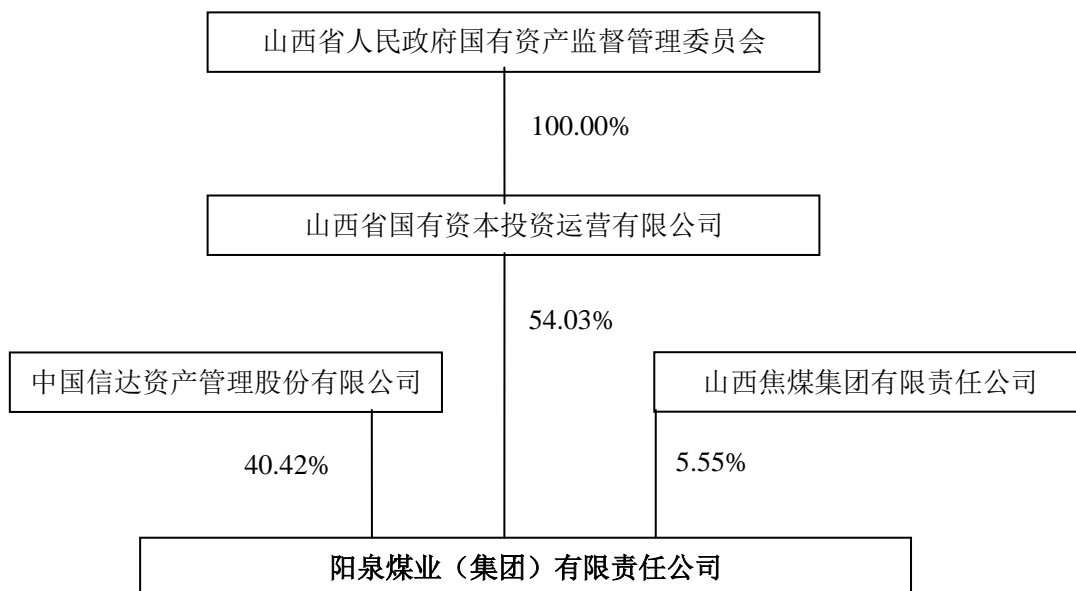 山西省人民政府国有资产监督管理委员会
100.00%
山西省国有资本投资运营有限公司
54.03%
中国信达资产管理股份有限公司
山西焦煤集团有限责任公司
40.42%
5.55%
阳泉煤业（集团）有限责任公司